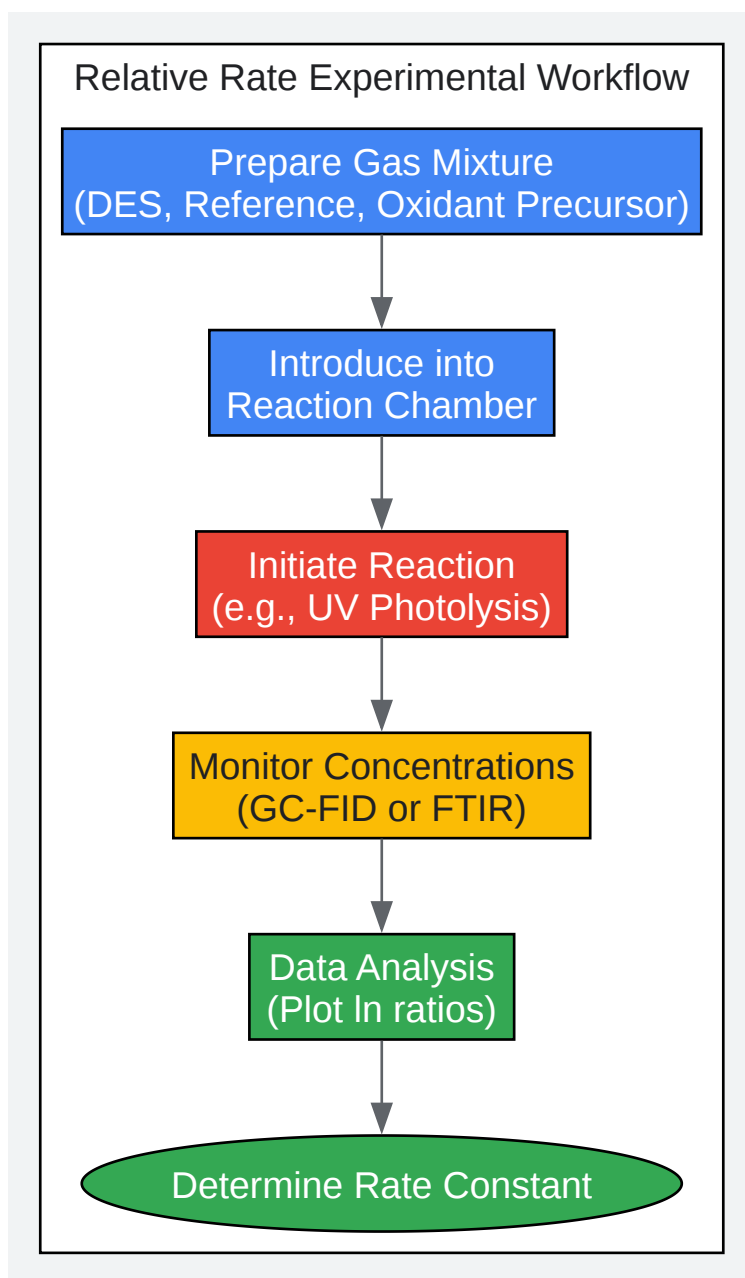 Relative Rate Experimental Workflow
Prepare Gas Mixture
(DES, Reference, Oxidant Precursor)
Introduce into
Reaction Chamber
Initiate Reaction
(e.g., UV Photolysis)
Monitor Concentrations
(GC-FID or FTIR)
Data Analysis
(Plot ln ratios)
Determine Rate Constant